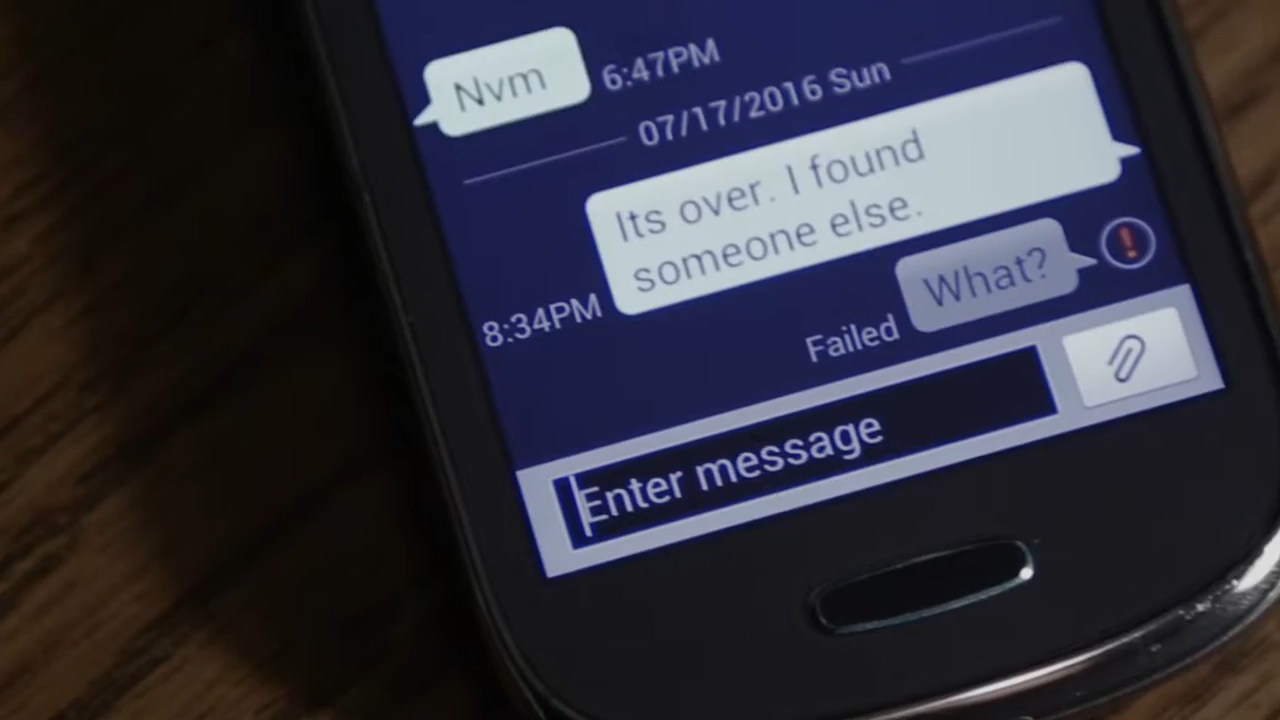 Nvm 6:47PM
07/17/2016 Sun
Its over. I found
someone else.
8:34PM
What?
Failed
Enter message